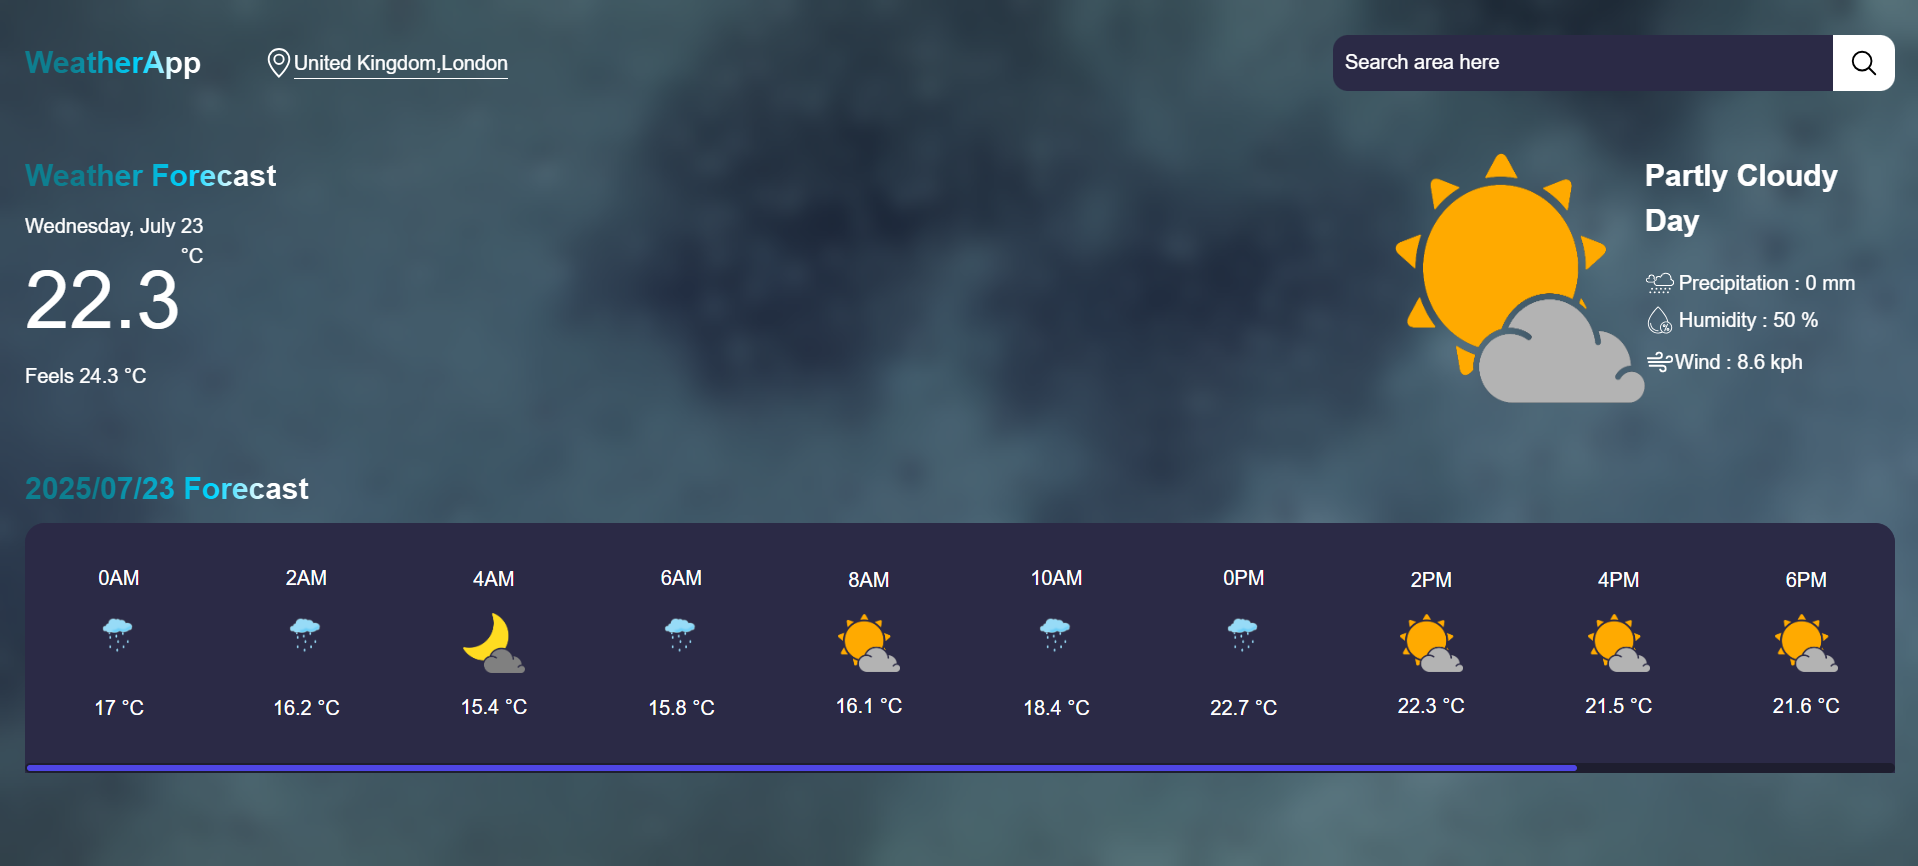 WeatherApp
United Kingdom,London
Search area here
Weather Forecast
Wednesday, July 23
22.3 °C
Feels 24.3 °C
Partly Cloudy
Day
Precipitation : 0 mm
Humidity : 50 %
Wind : 8.6 kph
2025/07/23 Forecast
0AM 2AM 4AM 6AM 8AM 10AM 0PM 2PM 4PM 6PM
17 °C 16.2 °C 15.4 °C 15.8 °C 16.1 °C 18.4 °C 22.7 °C 22.3 °C 21.5 °C 21.6 °C